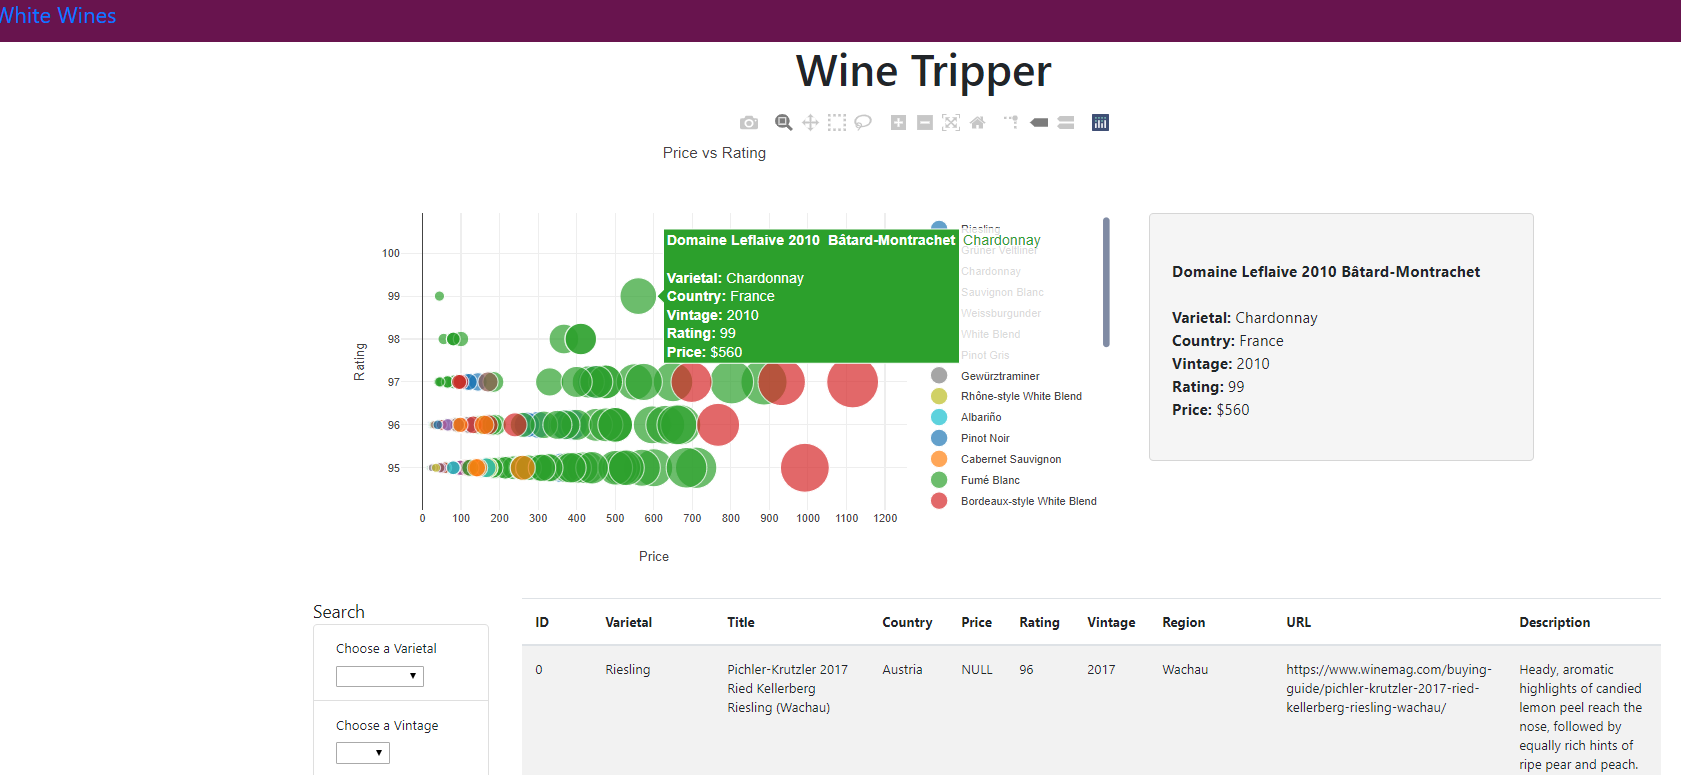 White Wines
Wine Tripper
Price vs Rating
Rating
100
99
98
97
96
95
0 100 200 300 400 500 600 700 800 900 1000 1100 1200
Price
Domaine Leflaive 2010  Bâtard-Montrachet Chardonnay
Varietal: Chardonnay
Country: France
Vintage: 2010
Rating: 99
Price: $560
Riesling
Grüner Veltliner
Chardonnay
Sauvignon Blanc
Weissburgunder
White Blend
Pinot Gris
Gewürztraminer
Rhône-style White Blend
Albariño
Pinot Noir
Cabernet Sauvignon
Fumé Blanc
Bordeaux-style White Blend
Domaine Leflaive 2010 Bâtard-Montrachet
Varietal: Chardonnay
Country: France
Vintage: 2010
Rating: 99
Price: $560
Search
Choose a Varietal
Choose a Vintage
ID Varietal Title Country Price Rating Vintage Region URL Description
0 Riesling Pichler-Krutzler 2017 Austria NULL 96 2017 Wachau https://www.winemag.com/buying- Heady, aromatic
Ried Kellerberg guide/pichler-krutzler-2017-ried- highlights of candied
Riesling (Wachau) kellerberg-riesling-wachau/ lemon peel reach the
nose, followed by
equally rich hints of
ripe pear and peach.